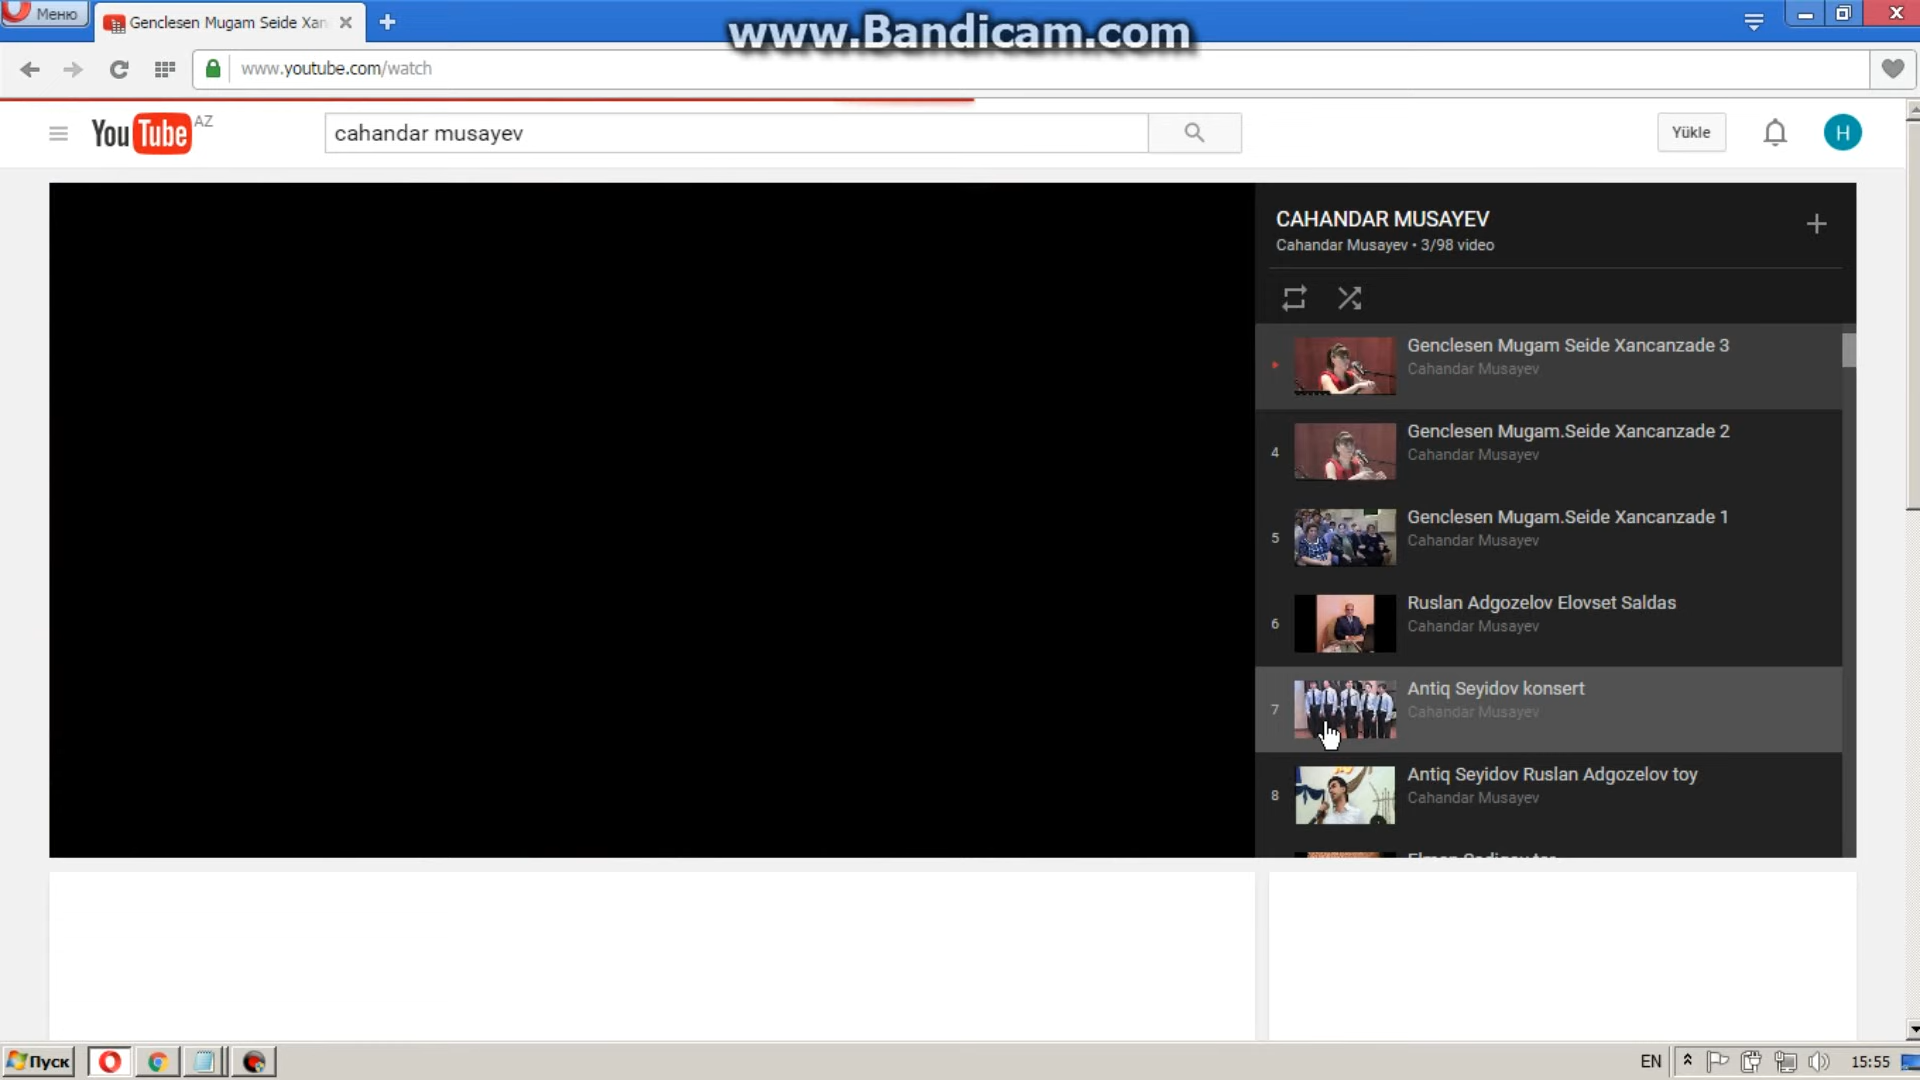 Меню
Genclesen Mugam Seide Xan
www.Bandicam.com
www.youtube.com/watch
YouTube AZ
cahandar musayev
Yükle
H
CAHANDAR MUSAYEV
Cahandar Musayev • 3/98 video
Genclesen Mugam Seide Xancanzade 3
Cahandar Musayev
4
Genclesen Mugam.Seide Xancanzade 2
Cahandar Musayev
5
Genclesen Mugam.Seide Xancanzade 1
Cahandar Musayev
6
Ruslan Adgozelov Elovset Saldas
Cahandar Musayev
7
Antiq Seyidov konsert
Cahandar Musayev
8
Antiq Seyidov Ruslan Adgozelov toy
Cahandar Musayev
Пуск
EN
15:55